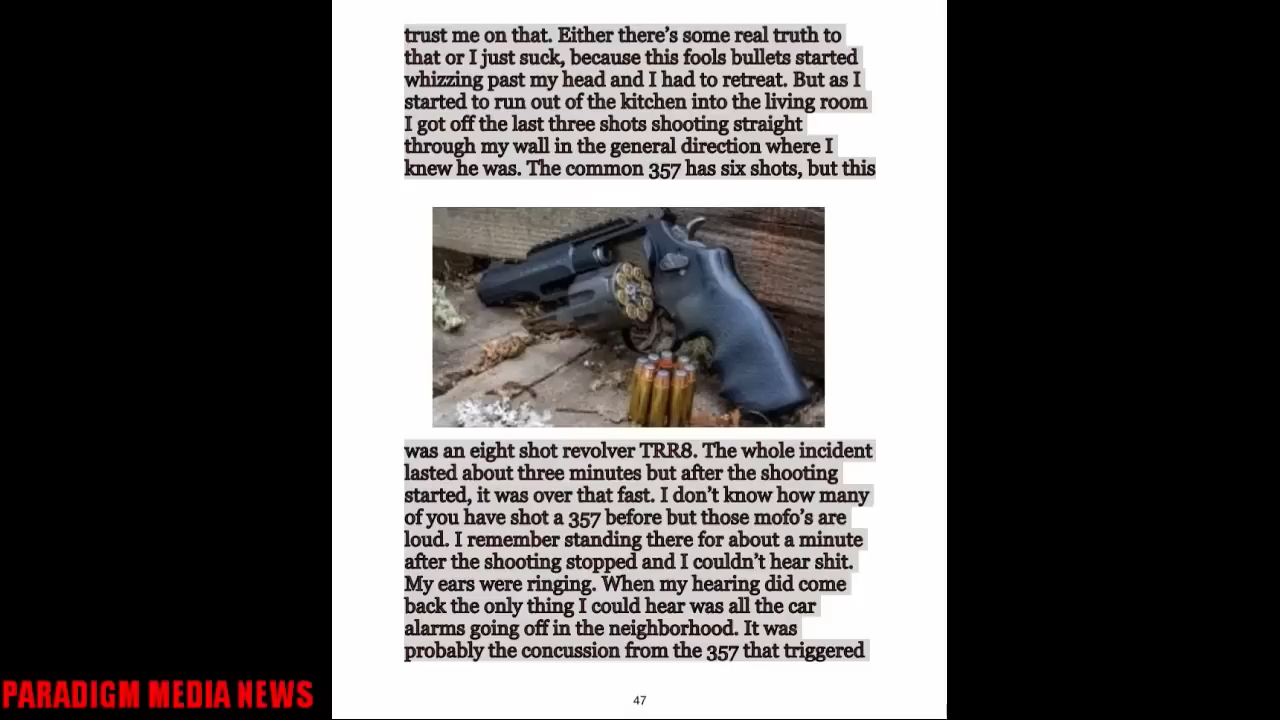 trust me on that. Either there's some real truth to
that or I just suck, because this fools bullets started
whizzing past my head and I had to retreat. But as I
started to run out of the kitchen into the living room
I got off the last three shots shooting straight
through my wall in the general direction where I
knew he was. The common 357 has six shots, but this
was an eight shot revolver TRR8. The whole incident
lasted about three minutes but after the shooting
started, it was over that fast. I don't know how many
of you have shot a 357 before but those mofo's are
loud. I remember standing there for about a minute
after the shooting stopped and I couldn't hear shit.
My ears were ringing. When my hearing did come
back the only thing I could hear was all the car
alarms going off in the neighborhood. It was
probably the concussion from the 357 that triggered
PARADIGM MEDIA NEWS
47